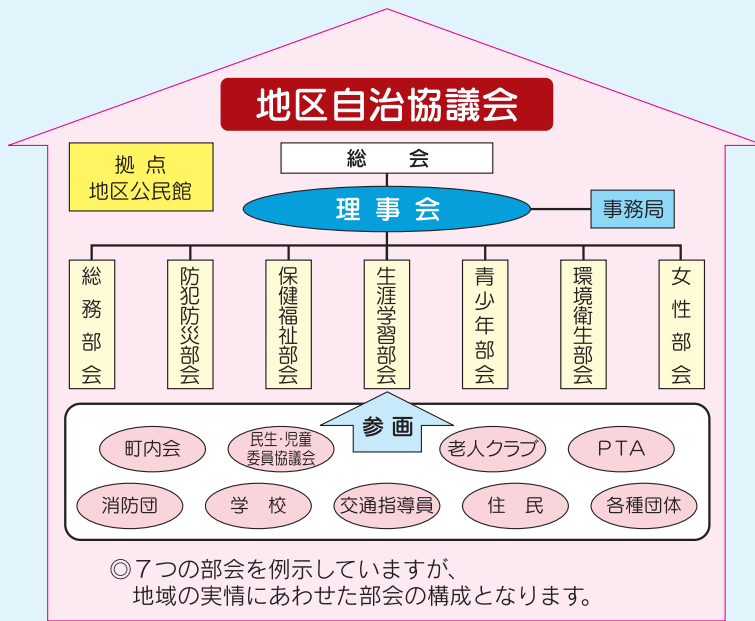 地区自治協議会
拠点
地区公民館
総会
理事会
事務局
総務部会
防犯防災部会
保健福祉部会
生涯学習部会
青少年部会
環境衛生部会
女性部会
参画
町内会
民生・児童
委員協議会
老人クラブ
PTA
消防団
学校
交通指導員
住民
各種団体
◎7つの部会を例示していますが、
地域の実情にあわせた部会の構成となります。